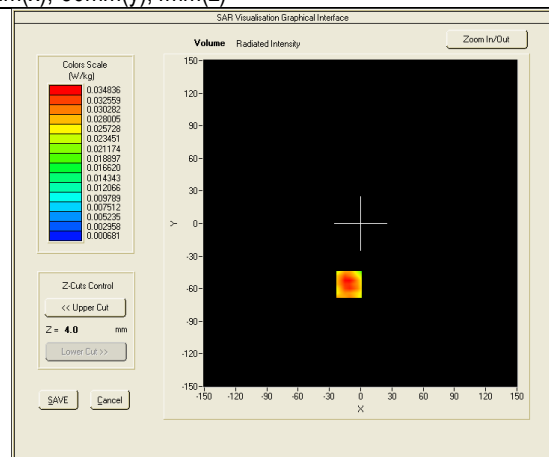 SAR Visualisation Graphical Interface
Volume Radiated Intensity
Zoom In/Out
Colors Scale
(W/kg)
0.034836
0.032559
0.030282
0.028005
0.025728
0.023451
0.021174
0.018897
0.016620
0.014343
0.012066
0.009789
0.007512
0.005235
0.002958
0.000681
Z-Cuts Control
<< Upper Cut
Z = 4.0 mm
Lower Cut >>
SAVE Cancel
150
120
90
60
30
0
-30
-60
-90
-120
-150
Y
-150 -120 -90 -60 -30 0 30 60 90 120 150
X